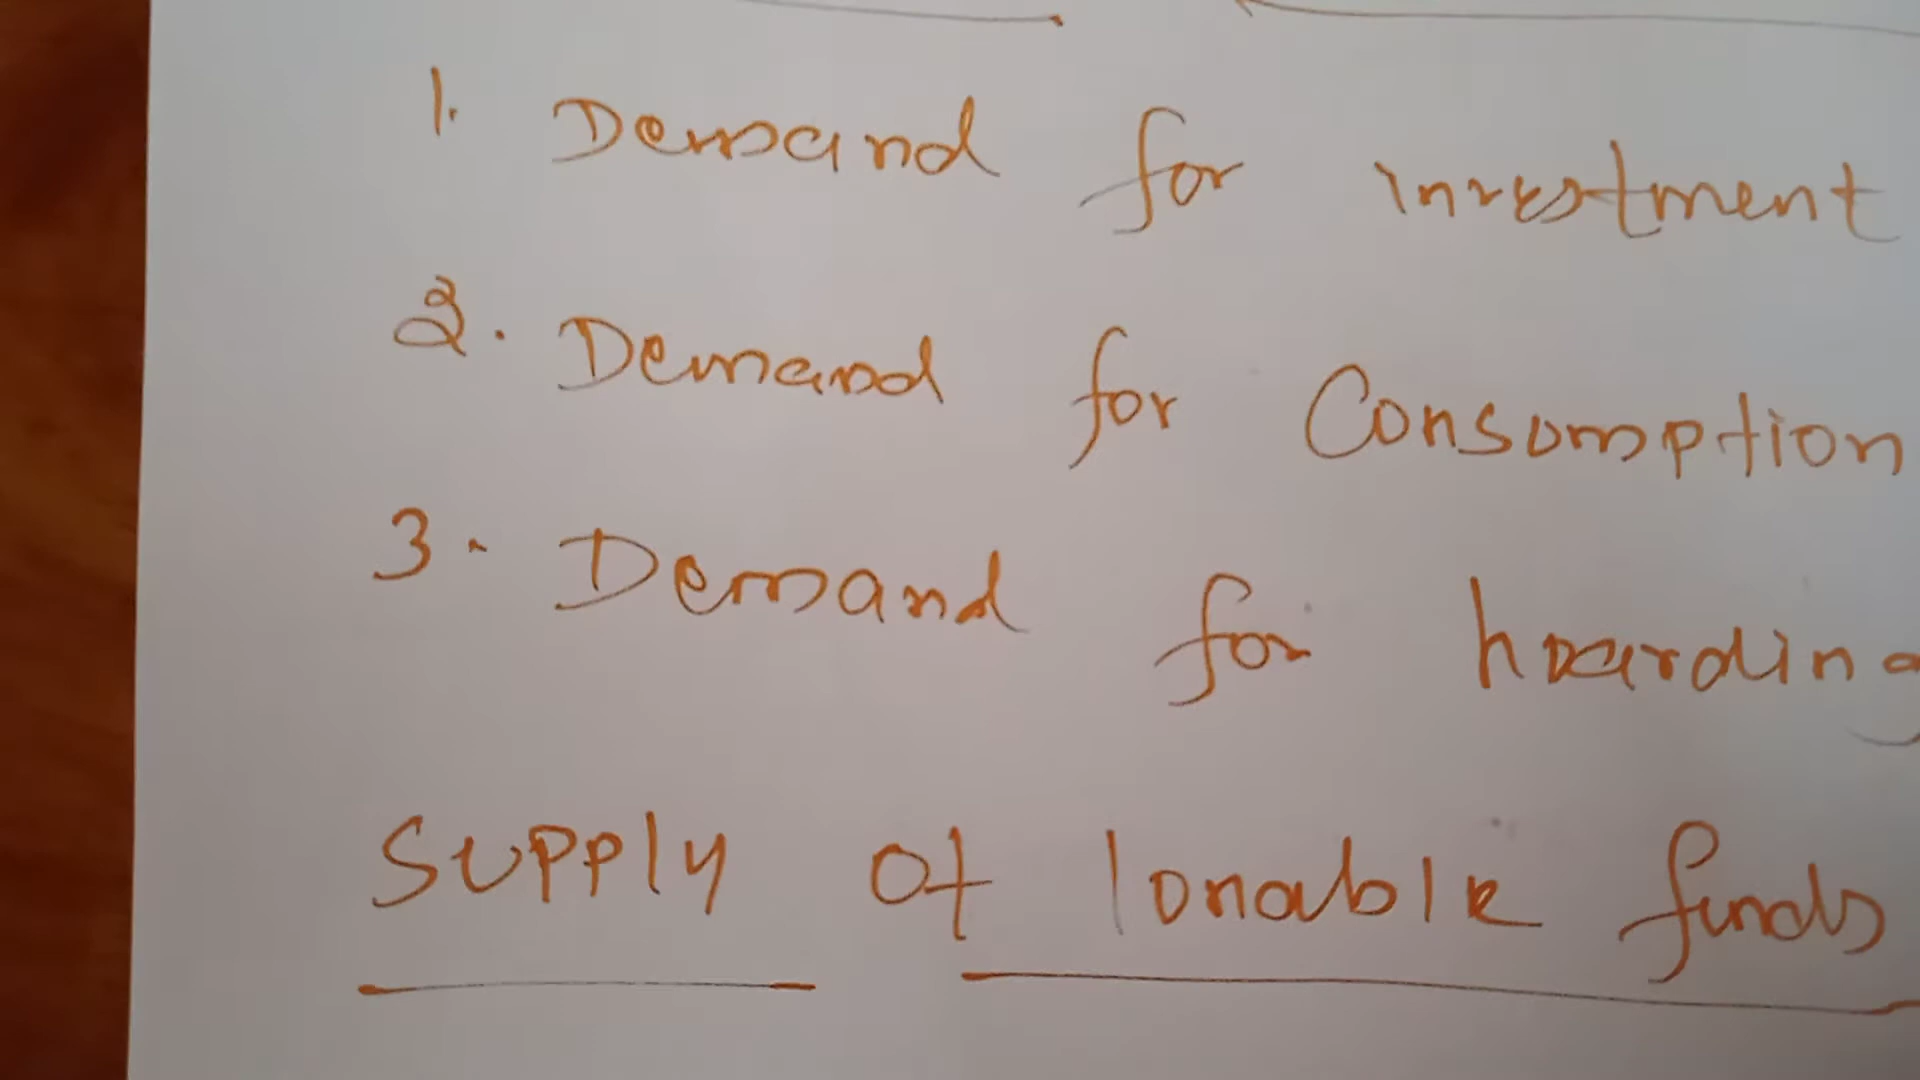 1. Demand for investment
2. Demand for Consumption
3. Demand for hoarding
Supply of lonable funds